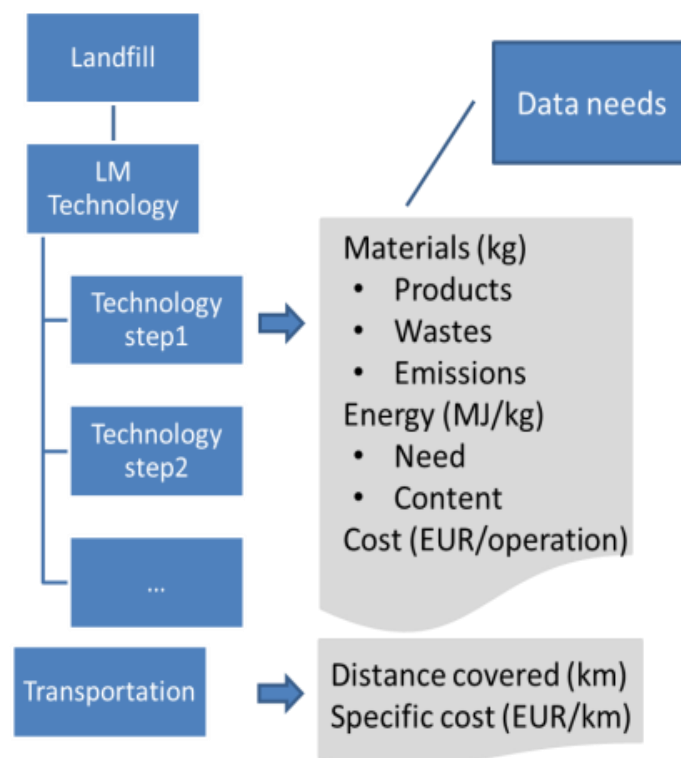 Landfill
Data needs
LM
Technology
Materials (kg)
• Products
• Wastes
• Emissions
Energy (MJ/kg)
• Need
• Content
Cost (EUR/operation)
Technology
step1
Technology
step2
...
Transportation
Distance covered (km)
Specific cost (EUR/km)